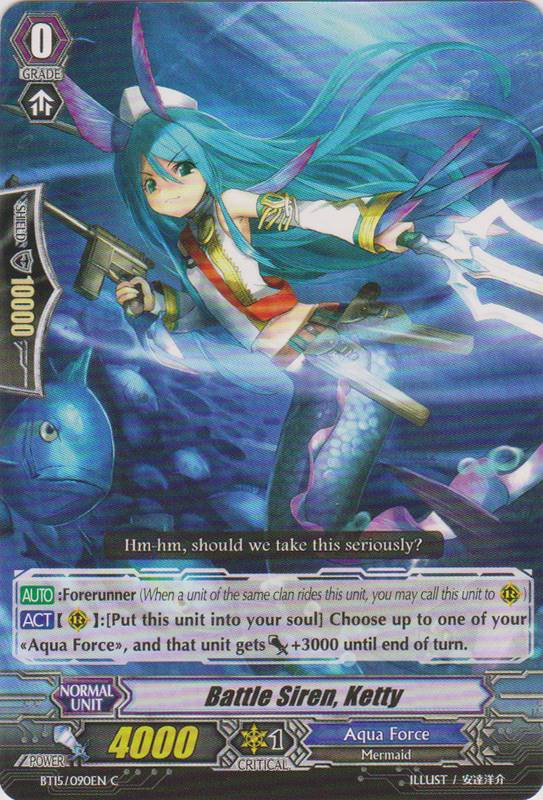 0
GRADE
SHIELD 10000
Hm-hm, should we take this seriously?
AUTO :Forerunner (When a unit of the same clan rides this unit, you may call this unit to R )
ACT【 R 】:[Put this unit into your soul] Choose up to one of your
«Aqua Force», and that unit gets +3000 until end of turn.
NORMAL
UNIT
Battle Siren, Ketty
POWER 4000
1
CRITICAL
Aqua Force
Mermaid
BT15/090EN C
ILLUST / 安達洋介